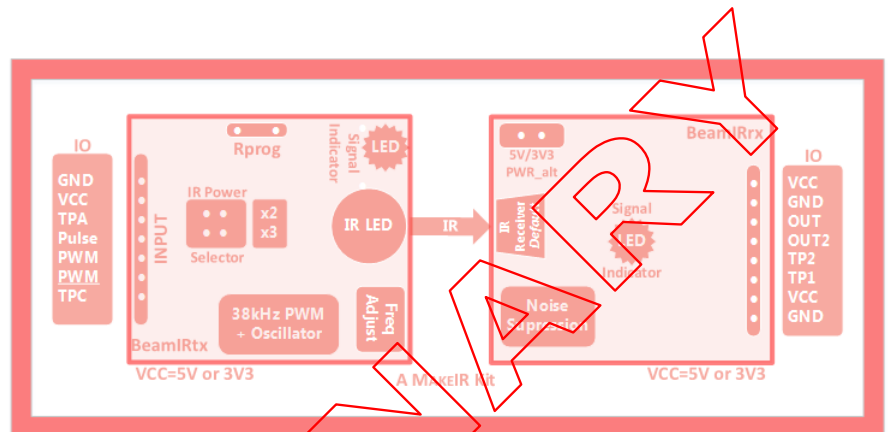 IO
GND
VCC
TPA
Pulse
PWM
PWM
TPC
INPUT
Rprog
Signal
Indicator
LED
IR Power
x2
x3
Selector
IR LED
38kHz PWM
+ Oscillator
Freq
Adjust
BeamIRtx
VCC=5V or 3V3
IR
5V/3V3
PWR_alt
BeamIRrx
IR
Receiver
Signal
LED
Indicator
Noise
Supression
A MAKEIR Kit
VCC=5V or 3V3
IO
VCC
GND
OUT
OUT2
TP2
TP1
VCC
GND
ARY